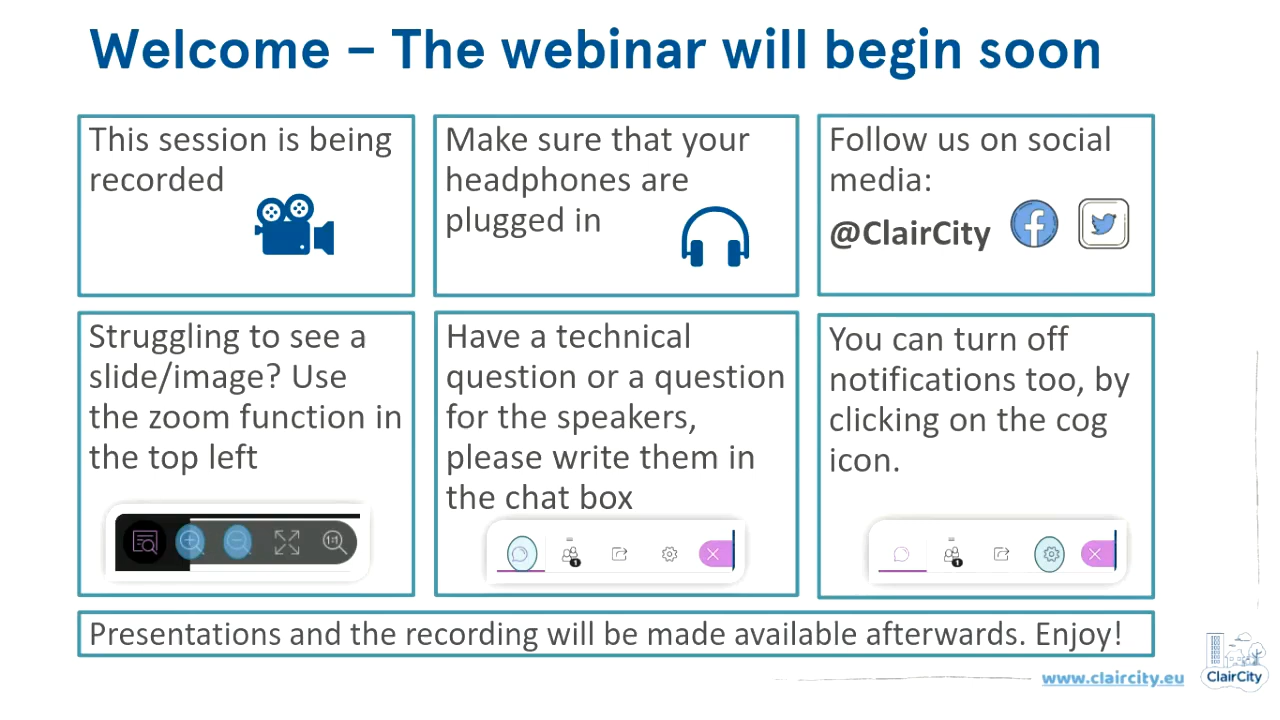 Welcome – The webinar will begin soon
This session is being
recorded
Make sure that your
headphones are
plugged in
Follow us on social
media:
@ClairCity
Struggling to see a
slide/image? Use
the zoom function in
the top left
1:1
Have a technical
question or a question
for the speakers,
please write them in
the chat box
1
You can turn off
notifications too, by
clicking on the cog
icon.
1
Presentations and the recording will be made available afterwards. Enjoy!
www.claircity.eu
ClairCity